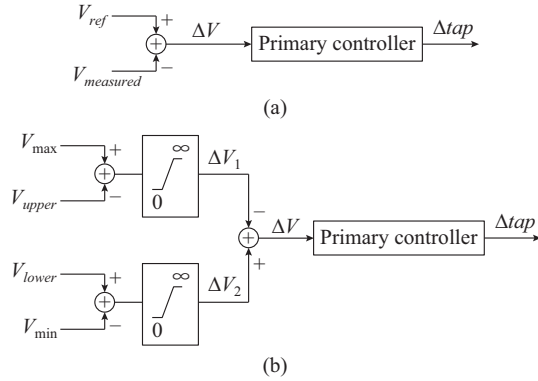 V_ref
+
ΔV
Primary controller
Δtap
−
V_measured
(a)
V_max
+
∞
ΔV_1
V_upper
−
0
−
ΔV
Primary controller
Δtap
+
V_lower
+
∞
ΔV_2
V_min
−
0
(b)